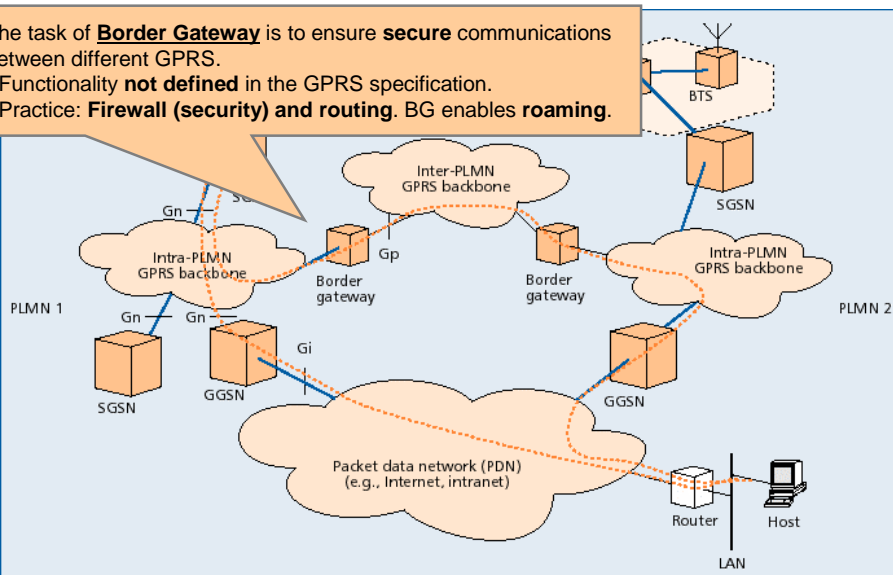 he task of Border Gateway is to ensure secure communications
etween different GPRS.
Functionality not defined in the GPRS specification.
Practice: Firewall (security) and routing. BG enables roaming.
BTS
Inter-PLMN
GPRS backbone
SGSN
Gn
Gp
Intra-PLMN
GPRS backbone
Border
gateway
Border
gateway
Intra-PLMN
GPRS backbone
PLMN 1
PLMN 2
Gn
Gn
Gi
SGSN
GGSN
GGSN
Packet data network (PDN)
(e.g., Internet, intranet)
Router
Host
LAN